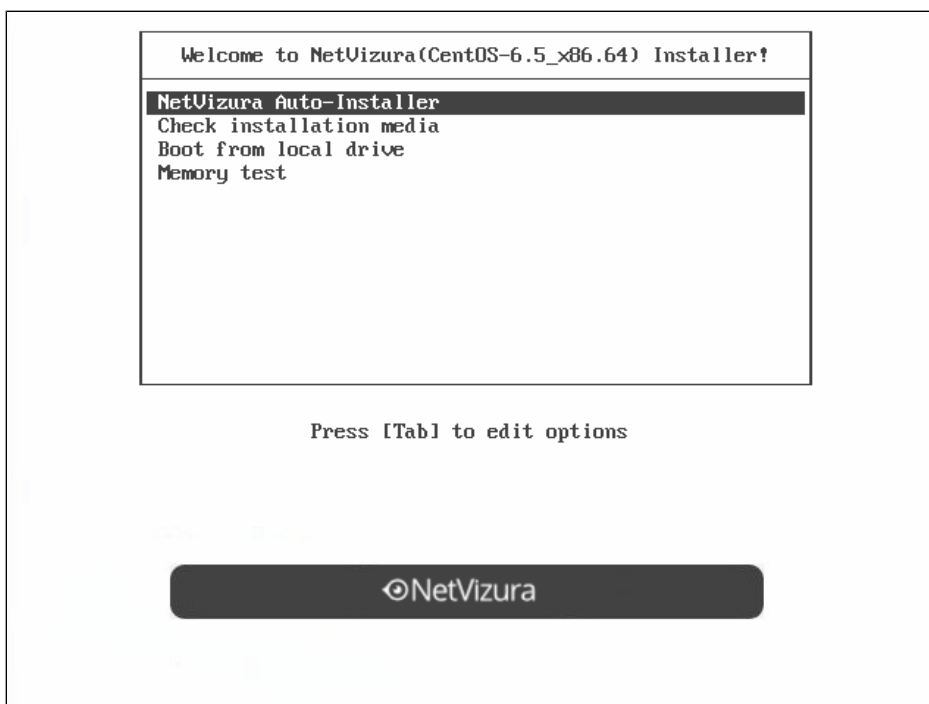 Welcome to NetVizura(CentOS-6.5_x86.64) Installer!
NetVizura Auto-Installer
Check installation media
Boot from local drive
Memory test
Press [Tab] to edit options
NetVizura